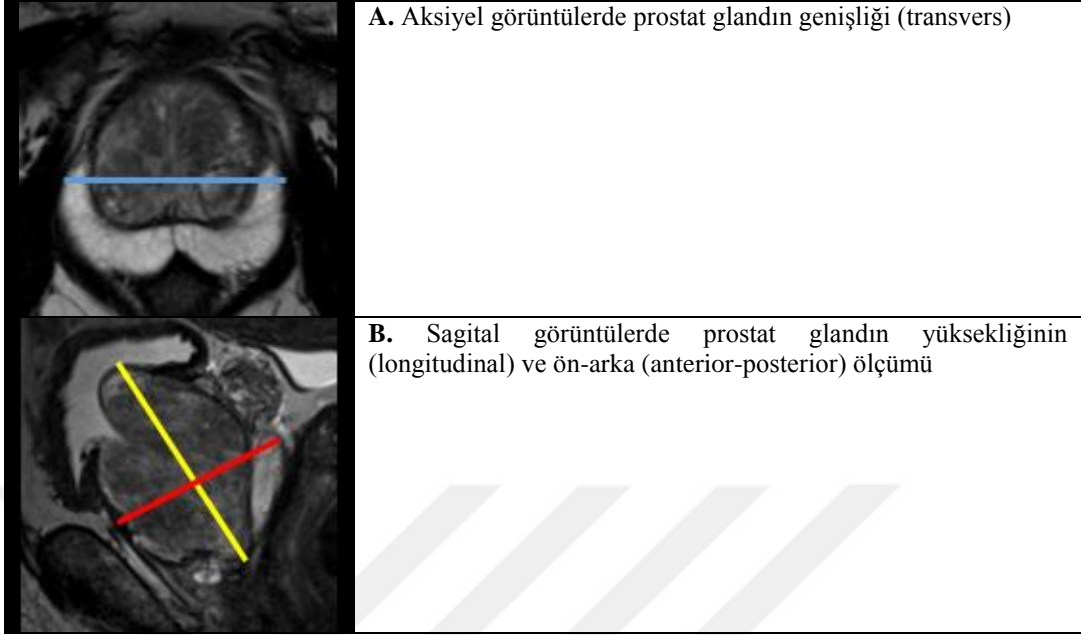 A. Aksiyel görüntülerde prostat glandın genişliği (transvers)
B. Sagital görüntülerde prostat glandın yüksekliğinin
(longitudinal) ve ön-arka (anterior-posterior) ölçümü